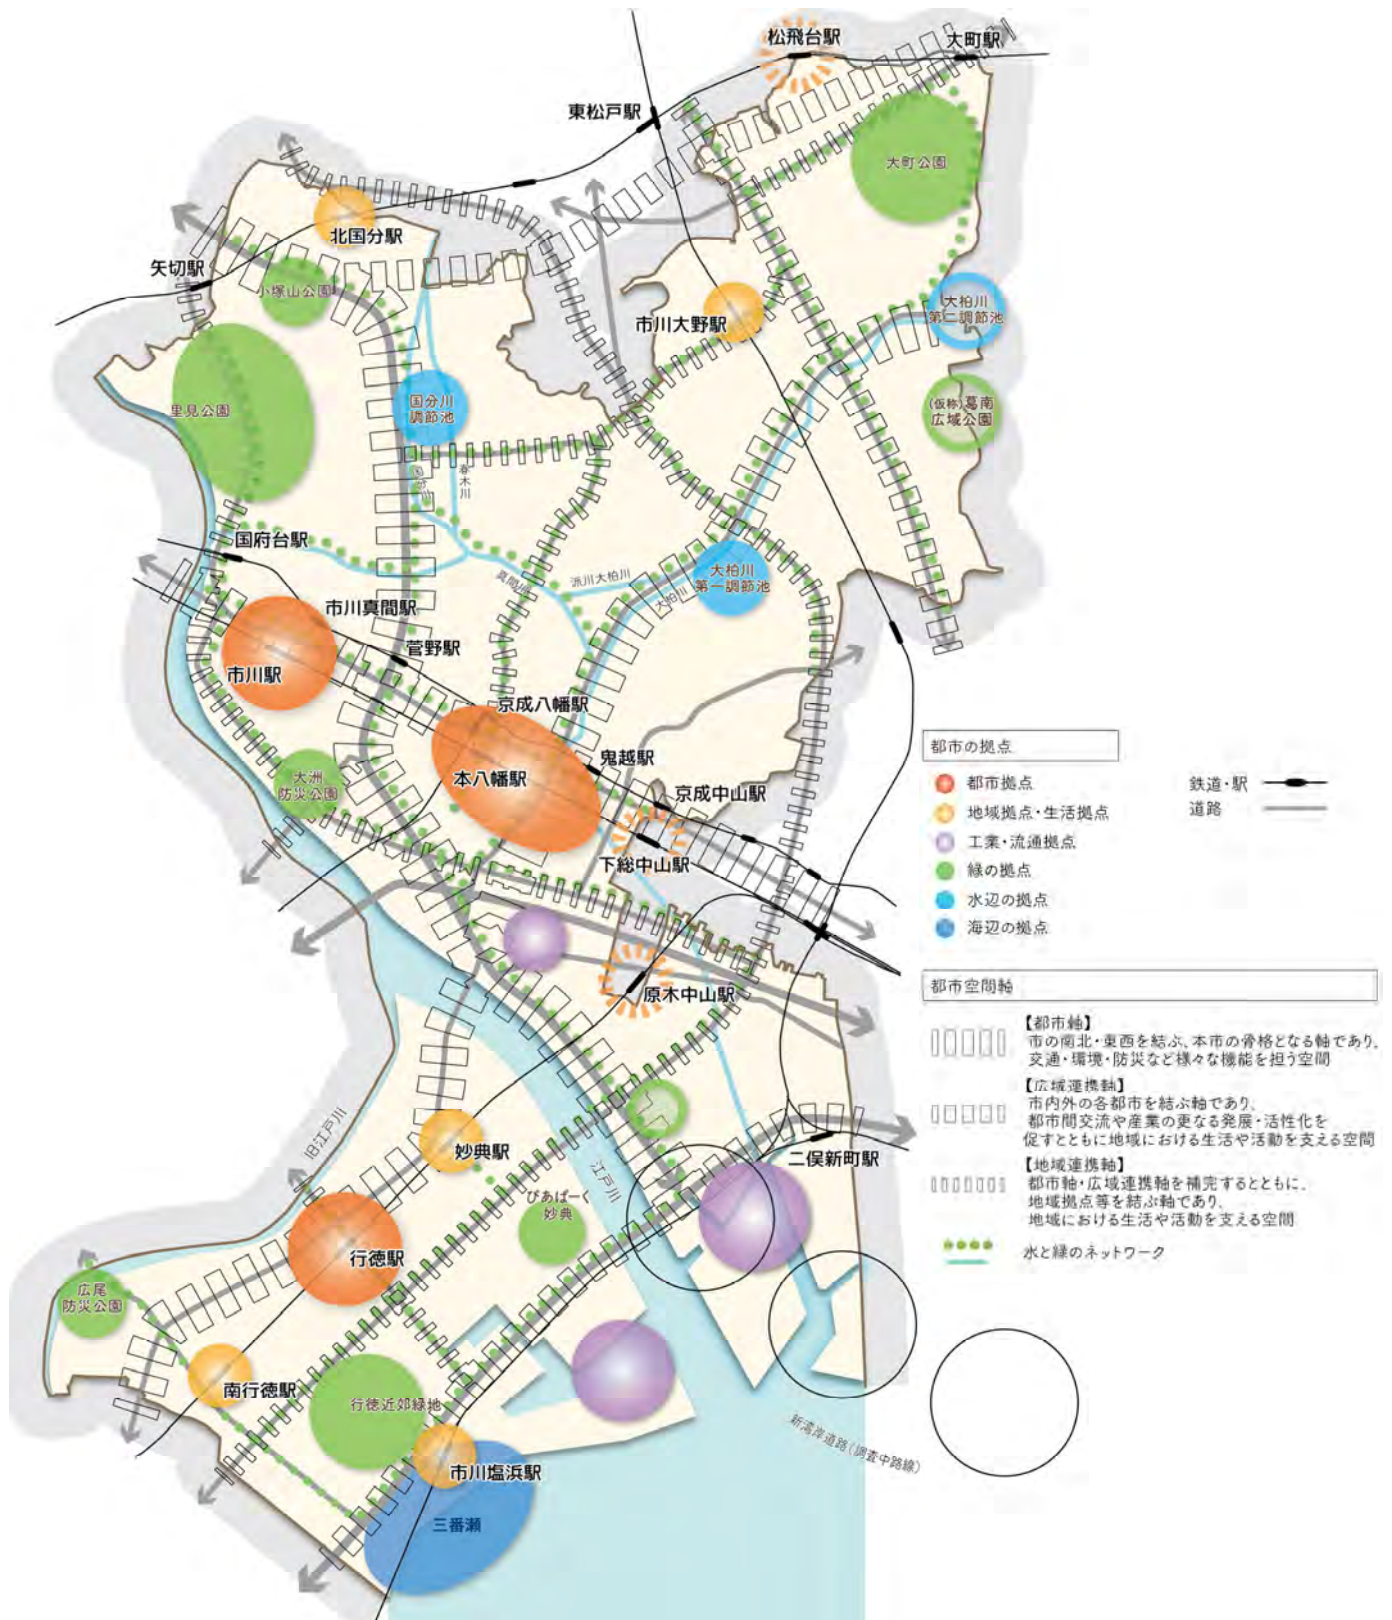 松飛台駅
大町駅
東松戸駅
大町公園
北国分駅
矢切駅
小塚山公園
市川大野駅
大柏川
第二調節池
里見公園
国分川
調節池
(仮称)葛南
広域公園
国分川
春木川
国府台駅
真間川
派川大柏川
大柏川
大柏川
第一調節池
市川真間駅
菅野駅
市川駅
京成八幡駅
本八幡駅
鬼越駅
大洲
防災公園
京成中山駅
下総中山駅
原木中山駅
旧江戸川
妙典駅
江戸川
二俣新町駅
ぴあぱーく
妙典
行徳駅
広尾
防災公園
南行徳駅
行徳近郊緑地
市川塩浜駅
三番瀬
新湾岸道路(調査中路線)
都市の拠点
都市拠点
地域拠点・生活拠点
工業・流通拠点
緑の拠点
水辺の拠点
海辺の拠点
鉄道・駅
道路
都市空間軸
【都市軸】
市の南北・東西を結ぶ、本市の骨格となる軸であり、
交通・環境・防災など様々な機能を担う空間
【広域連携軸】
市内外の各都市を結ぶ軸であり、
都市間交流や産業の更なる発展・活性化を
促すとともに地域における生活や活動を支える空間
【地域連携軸】
都市軸・広域連携軸を補完するとともに、
地域拠点等を結ぶ軸であり、
地域における生活や活動を支える空間
水と緑のネットワーク